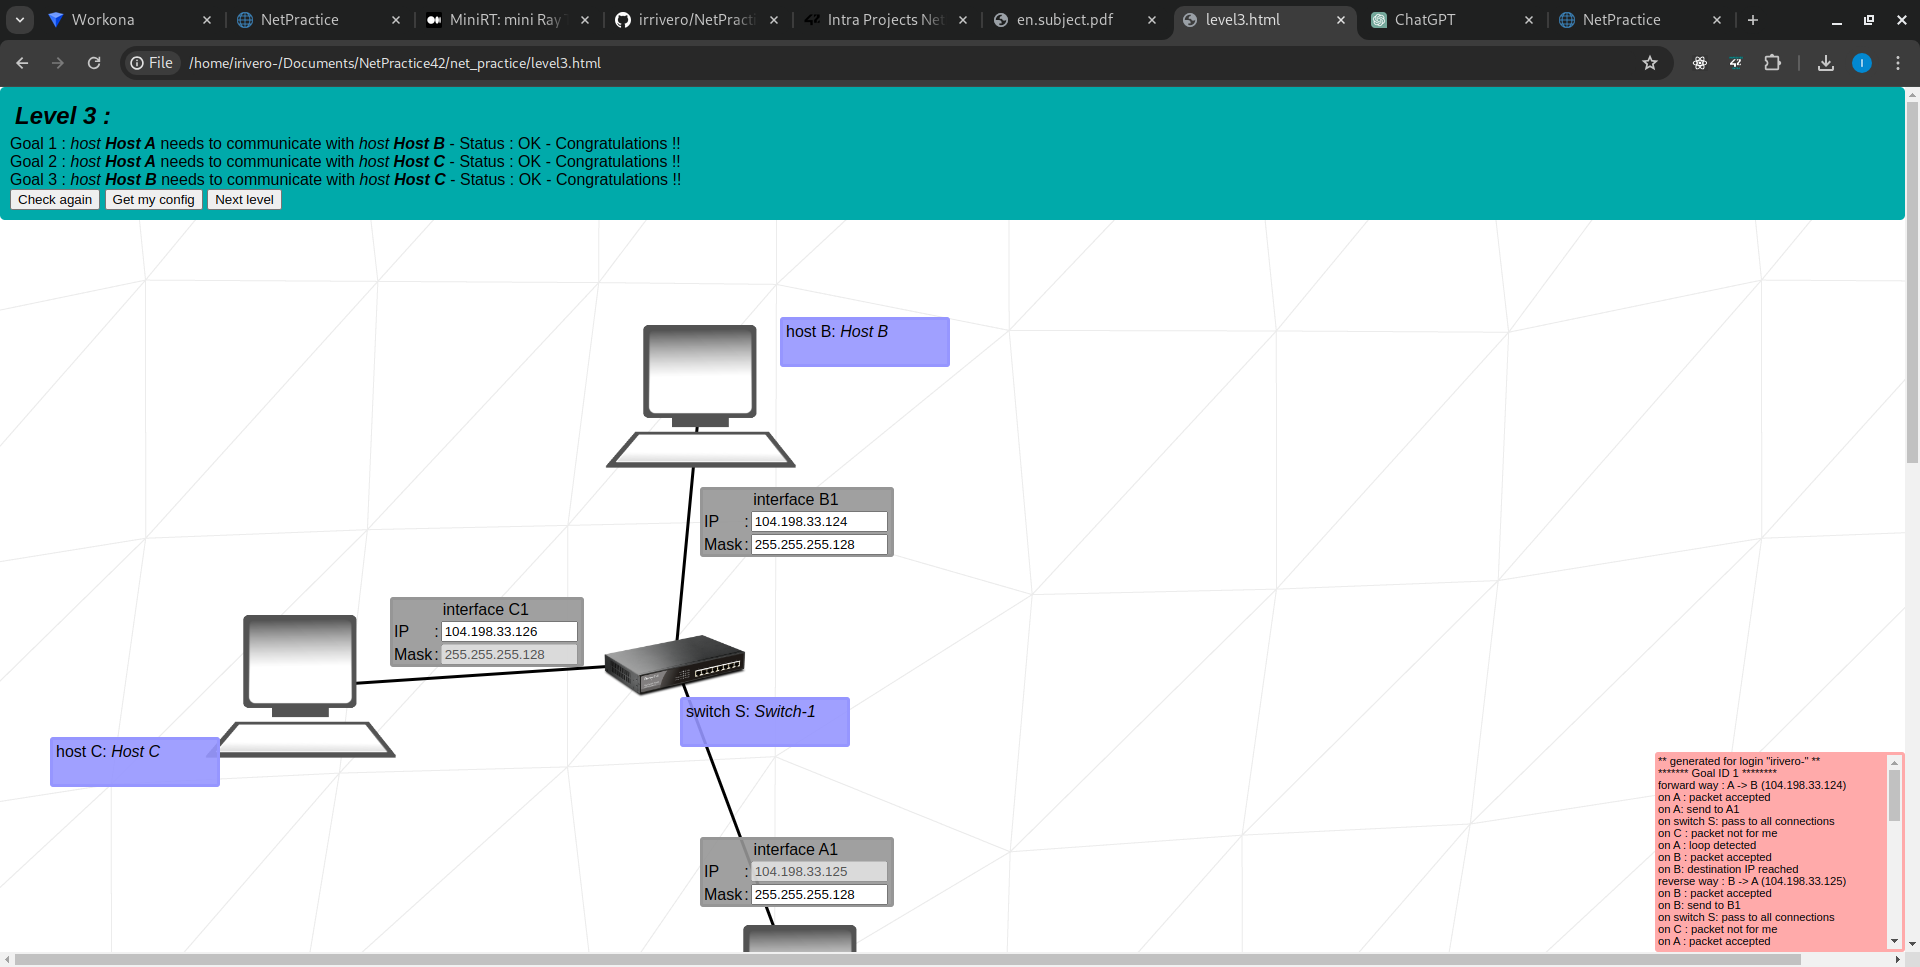 Workona
NetPractice
MiniRT: mini Ray T
irrivero/NetPracti
Intra Projects Net
en.subject.pdf
level3.html
ChatGPT
NetPractice
File
/home/irivero-/Documents/NetPractice42/net_practice/level3.html
Level 3 :
Goal 1 : host Host A needs to communicate with host Host B - Status : OK - Congratulations !!
Goal 2 : host Host A needs to communicate with host Host C - Status : OK - Congratulations !!
Goal 3 : host Host B needs to communicate with host Host C - Status : OK - Congratulations !!
Check again Get my config Next level
host B: Host B
interface B1
IP : 104.198.33.124
Mask : 255.255.255.128
interface C1
IP : 104.198.33.126
Mask : 255.255.255.128
switch S: Switch-1
host C: Host C
interface A1
IP : 104.198.33.125
Mask : 255.255.255.128
** generated for login "irivero-" **
******* Goal ID 1 ********
forward way : A -> B (104.198.33.124)
on A : packet accepted
on A: send to A1
on switch S: pass to all connections
on C : packet not for me
on A : loop detected
on B : packet accepted
on B: destination IP reached
reverse way : B -> A (104.198.33.125)
on B : packet accepted
on B: send to B1
on switch S: pass to all connections
on C : packet not for me
on A : packet accepted